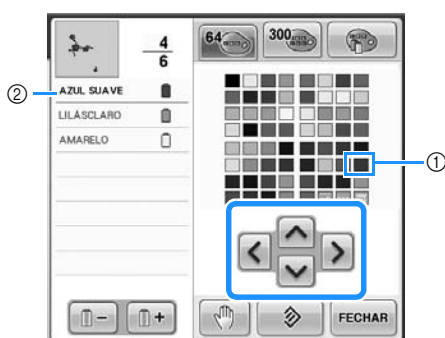 4
6
64
300
② AZUL SUAVE
LILÁSCLARO
AMARELO
①
−
+
FECHAR